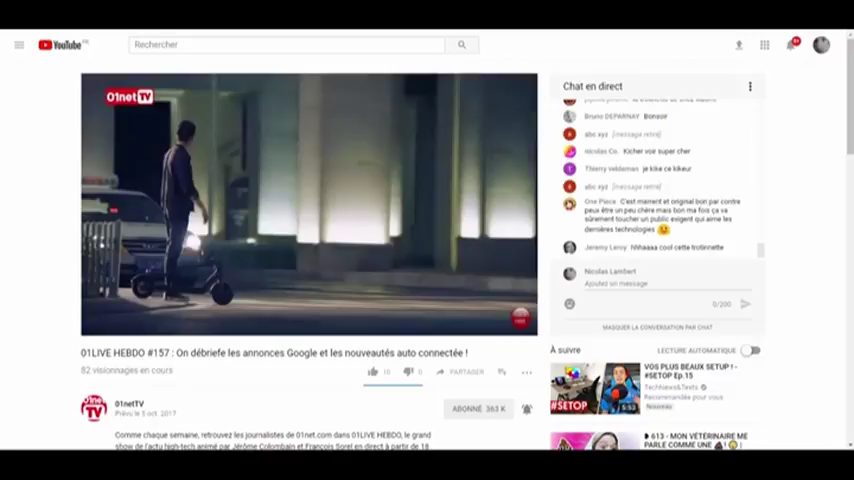 YouTube FR
Rechercher
9+
01net TV
Chat en direct
Bruno DEPARNAY Bonsoir
abc xyz [message retiré]
nicolas Co. Kicher voir super cher
Thierry Veldeman je kike ce kikeur
abc xyz [message retiré]
One Piece C'est marrent et original bon par contre
peux être un peu chère mais bon ma fois ça va
sûrement toucher un public exigent qui aime les
dernières technologies
Jeremy Leroy Nwhaaaa cool cette trotinnette
Nicolas Lambert
Ajoutez un message
0/200
MASQUER LA CONVERSATION PAR CHAT
01LIVE HEBDO #157 : On débriefe les annonces Google et les nouveautés auto connectée !
82 visionnages en cours
10
0
PARTAGER
01net TV
01netTV
Prévu le 5 oct. 2017
ABONNÉ 363 K
Comme chaque semaine, retrouvez les journalistes de 01net.com dans 01LIVE HEBDO, le grand
show de l'actu high-tech animé par Jérôme Colombain et François Sorel en direct à partir de 18
À suivre
LECTURE AUTOMATIQUE
#SETOP
5:53
VOS PLUS BEAUX SETUP ! -
#SETOP Ep.15
TechNews&Tests
Recommandée pour vous
Nouveau
613 - MON VÉTÉRINAIRE ME
PARLE COMME UNE